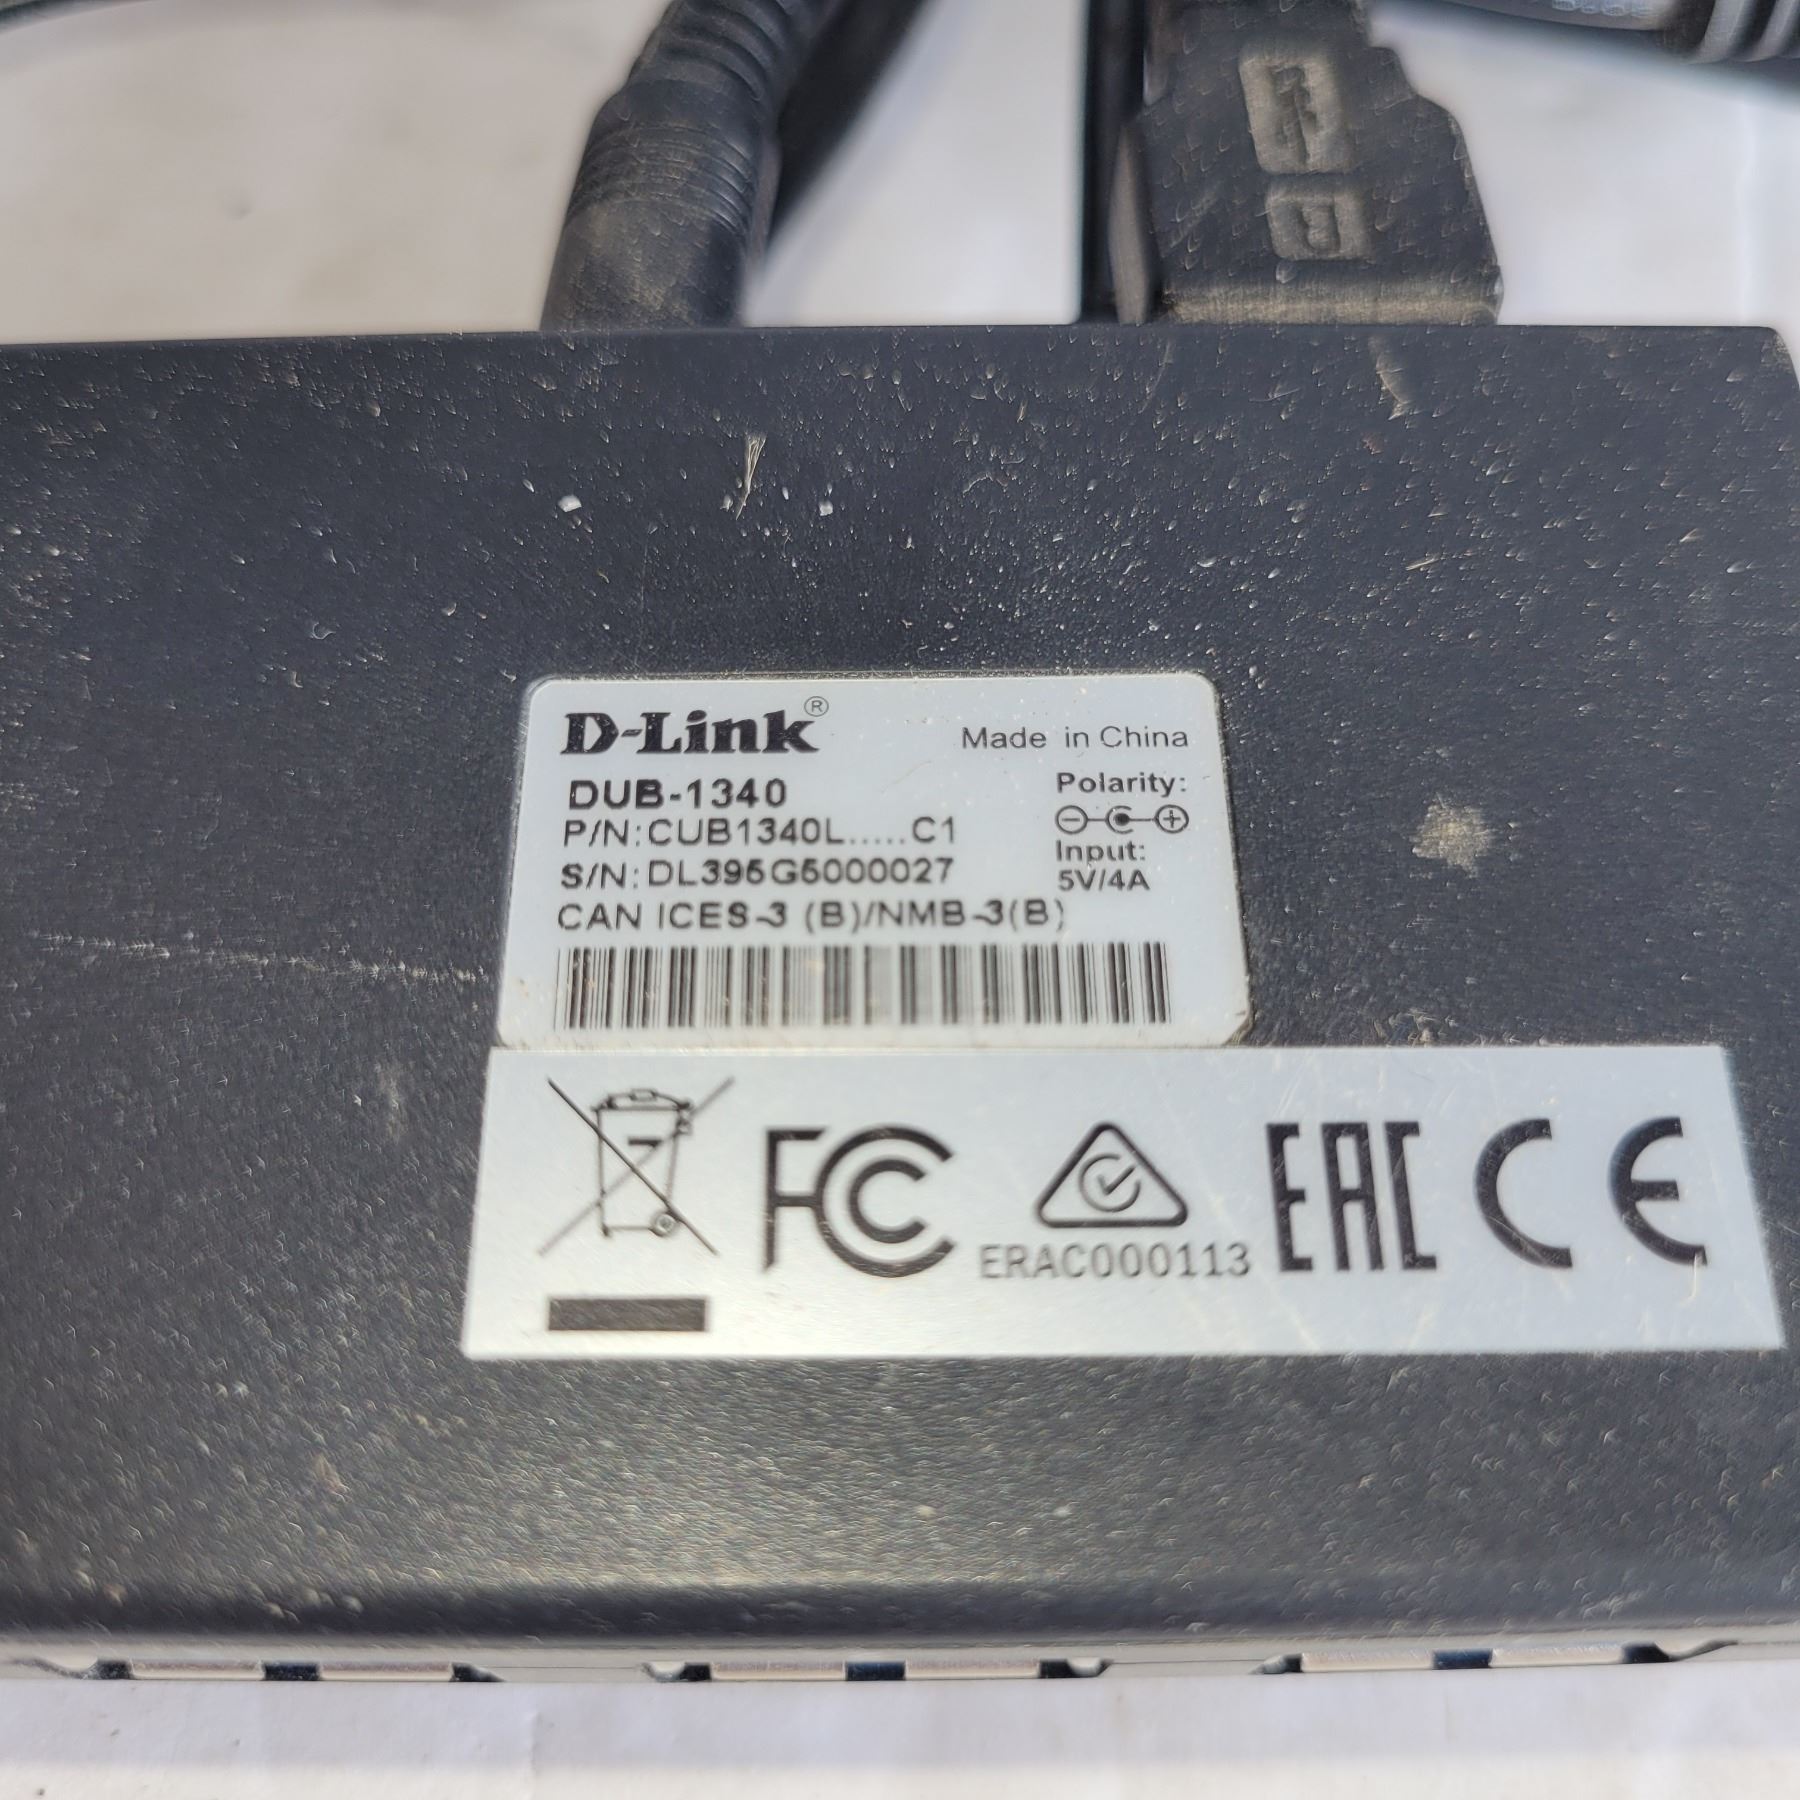 D-Link®
Made in China
DUB-1340
P/N:CUB1340L.....C1
S/N:DL395G5000027
CAN ICES-3 (B)/NMB-3(B)
Polarity:
Input:
5V/4A
FC
ERAC000113
EAC
CE